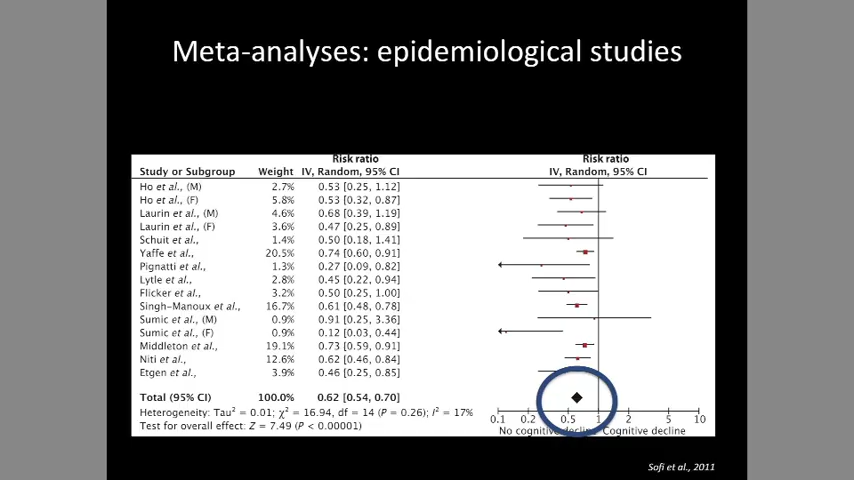 Meta-analyses: epidemiological studies
Risk ratio Risk ratio
Study or Subgroup Weight IV, Random, 95% CI IV, Random, 95% CI
Ho et al., (M) 2.7% 0.53 [0.25, 1.12]
Ho et al., (F) 5.8% 0.53 [0.32, 0.87]
Laurin et al., (M) 4.6% 0.68 [0.39, 1.19]
Laurin et al., (F) 3.6% 0.47 [0.25, 0.89]
Schuit et al., 1.4% 0.50 [0.18, 1.41]
Yaffe et al., 20.5% 0.74 [0.60, 0.91]
Pignatti et al., 1.3% 0.27 [0.09, 0.82]
Lytle et al., 2.8% 0.45 [0.22, 0.94]
Flicker et al., 3.2% 0.50 [0.25, 1.00]
Singh-Manoux et al., 16.7% 0.61 [0.48, 0.78]
Sumic et al., (M) 0.9% 0.91 [0.25, 3.36]
Sumic et al., (F) 0.9% 0.12 [0.03, 0.44]
Middleton et al., 19.1% 0.73 [0.59, 0.91]
Niti et al., 12.6% 0.62 [0.46, 0.84]
Etgen et al., 3.9% 0.46 [0.25, 0.85]
Total (95% CI) 100.0% 0.62 [0.54, 0.70]
Heterogeneity: Tau² = 0.01; χ² = 16.94, df = 14 (P = 0.26); I² = 17%
Test for overall effect: Z = 7.49 (P < 0.00001)
0.1 0.2 0.5 1 2 5 10
No cognitive decline Cognitive decline
Sofi et al., 2011